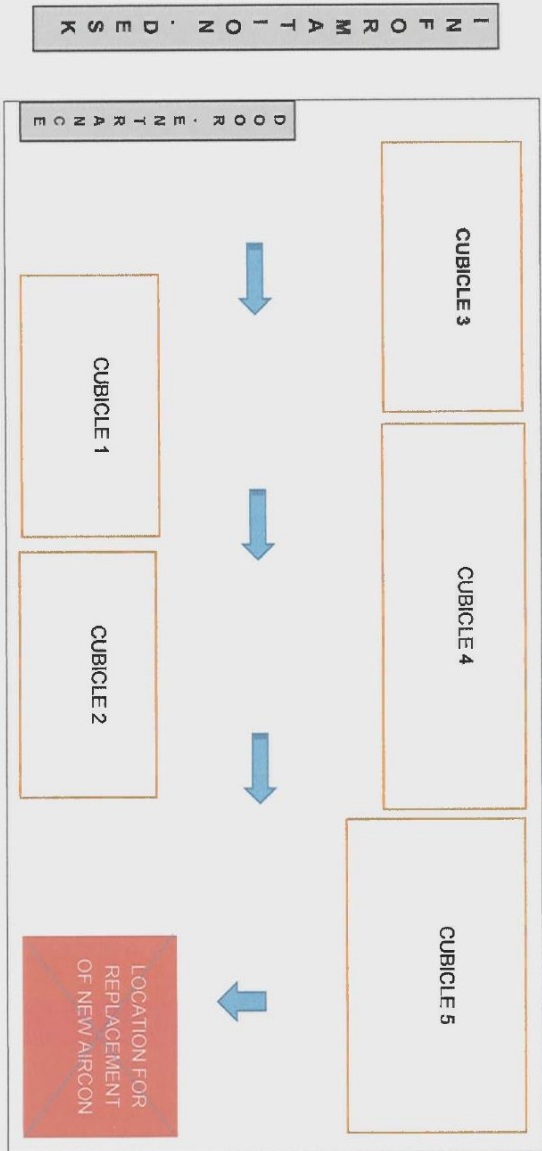 INFORMATION.DESK
DOOR.ENTRANCE
CUBICLE 3
CUBICLE 4
CUBICLE 5
CUBICLE 1
CUBICLE 2
LOCATION FOR
REPLACEMENT
OF NEW AIRCON